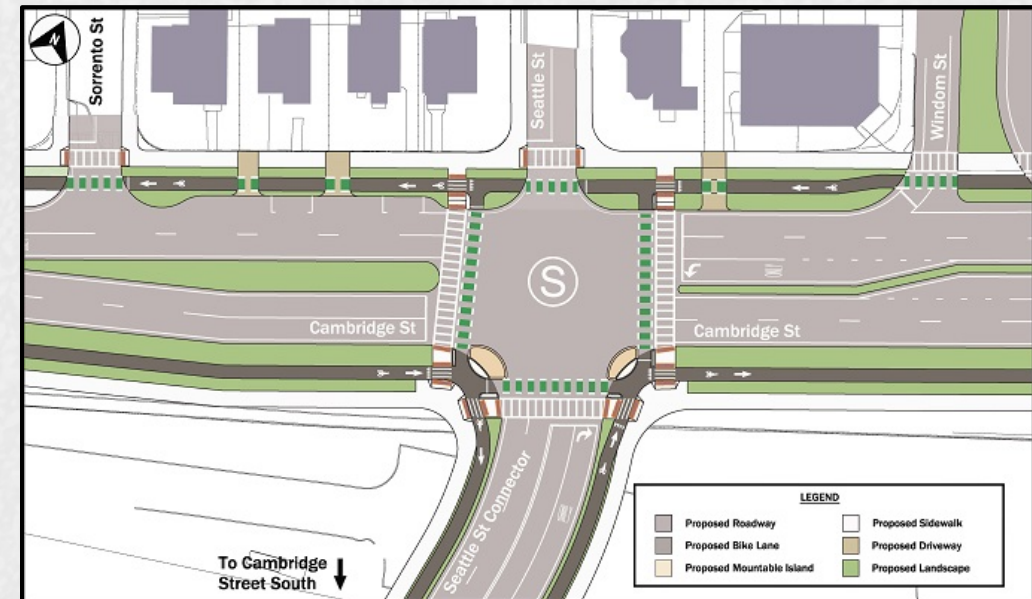 N
Sorrento St
Seattle St
Windom St
S
Cambridge St
Cambridge St
Seattle St Connector
To Cambridge
Street South
LEGEND
Proposed Roadway
Proposed Sidewalk
Proposed Bike Lane
Proposed Driveway
Proposed Mountable Island
Proposed Landscape